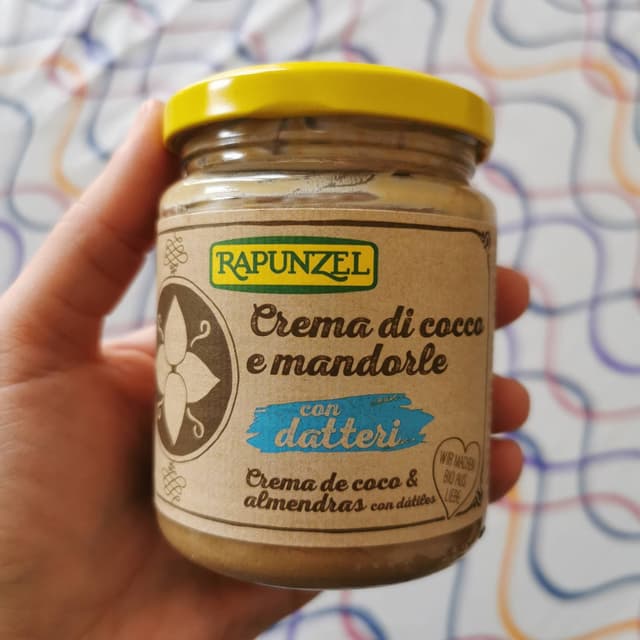 RAPUNZEL
Crema di cocco
e mandorle
con
datteri...
Crema de coco &
almendras con dátiles
WIR MACHEN
BIO AUS
LIEBE